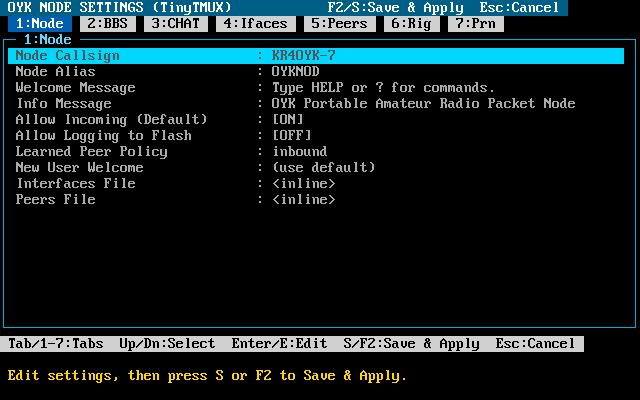 OYK NODE SETTINGS (TinyTMUX) F2/S:Save & Apply Esc:Cancel
1:Node 2:BBS 3:CHAT 4:Ifaces 5:Peers 6:Rig 7:Prn
1:Node
Node Callsign : KR4OYK-7
Node Alias : OYKNOD
Welcome Message : Type HELP or ? for commands.
Info Message : OYK Portable Amateur Radio Packet Node
Allow Incoming (Default) : [ON]
Allow Logging to Flash : [OFF]
Learned Peer Policy : inbound
New User Welcome : (use default)
Interfaces File : <inline>
Peers File : <inline>
Tab/1-7:Tabs Up/Dn:Select Enter/E:Edit S/F2:Save & Apply Esc:Cancel
Edit settings, then press S or F2 to Save & Apply.